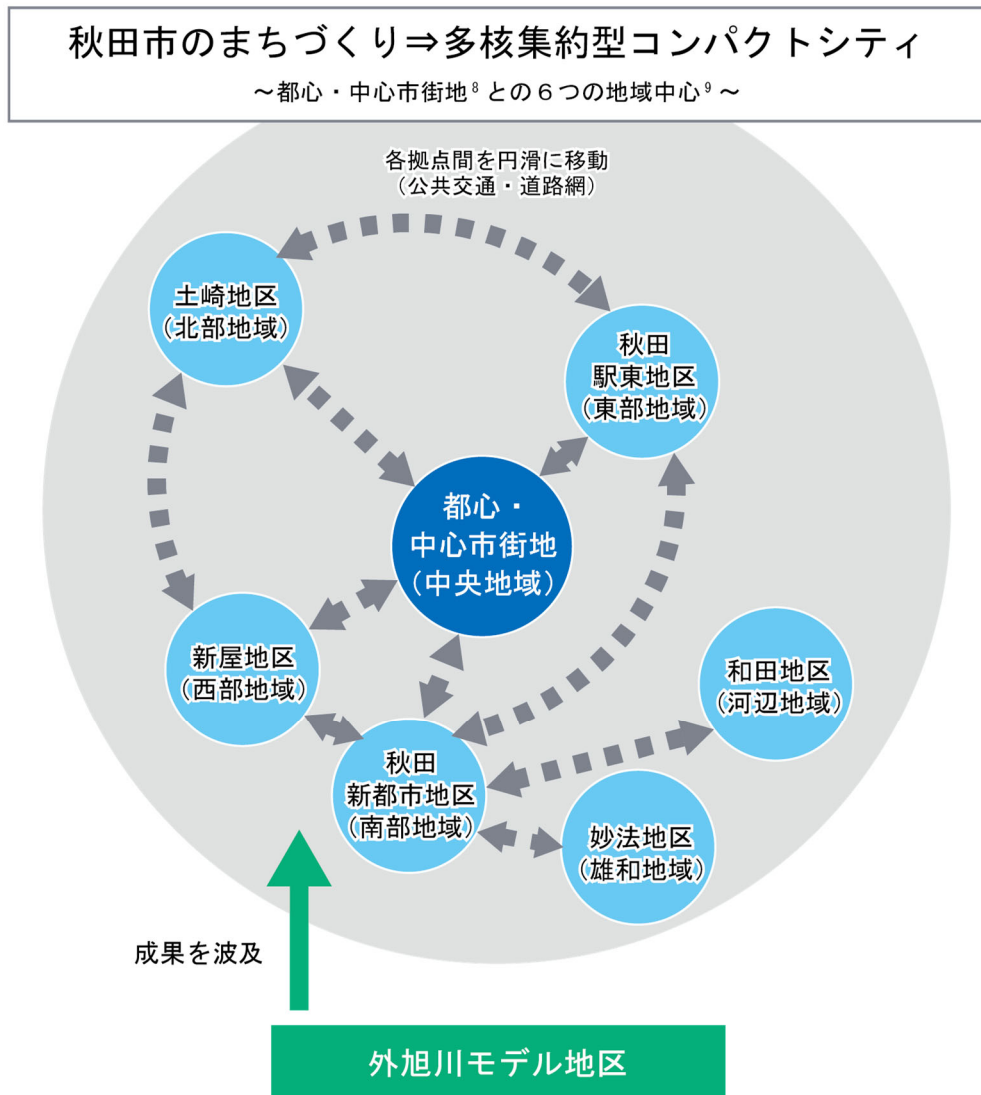 秋田市のまちづくり⇒多核集約型コンパクトシティ
～都心・中心市街地⁸との６つの地域中心⁹～
各拠点間を円滑に移動
（公共交通・道路網）
土崎地区
（北部地域）
秋田
駅東地区
（東部地域）
都心・
中心市街地
（中央地域）
新屋地区
（西部地域）
和田地区
（河辺地域）
秋田
新都市地区
（南部地域）
妙法地区
（雄和地域）
成果を波及
外旭川モデル地区